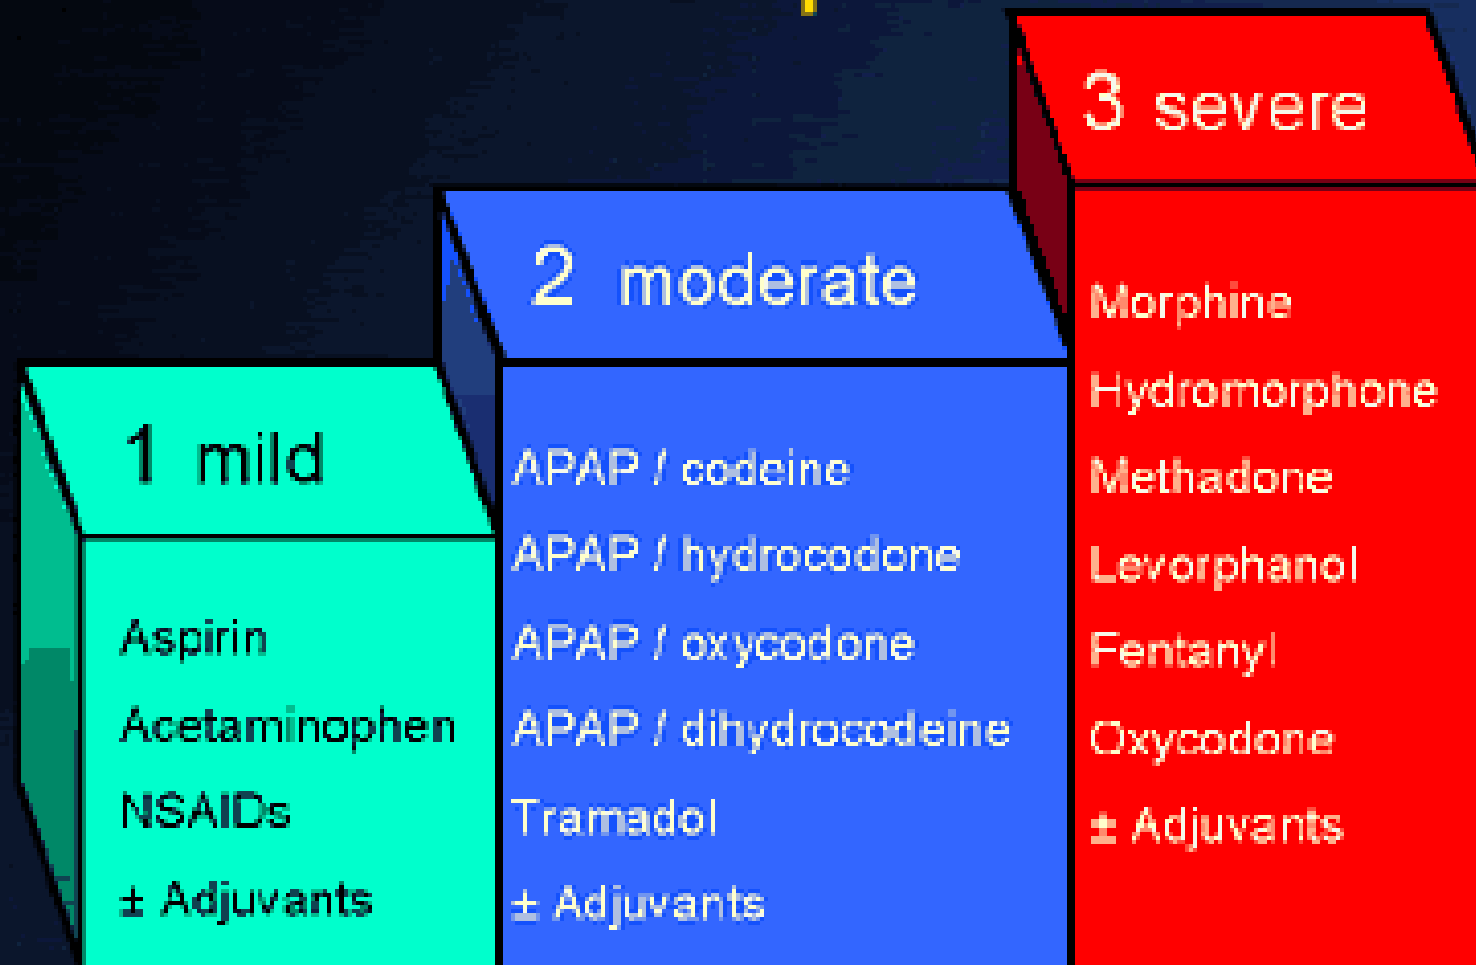 3 severe
2 moderate
1 mild
Morphine
Hydromorphone
Methadone
Levorphanol
Fentanyl
Oxycodone
± Adjuvants
APAP / codeine
APAP / hydrocodone
APAP / oxycodone
APAP / dihydrocodeine
Tramadol
± Adjuvants
Aspirin
Acetaminophen
NSAIDs
± Adjuvants